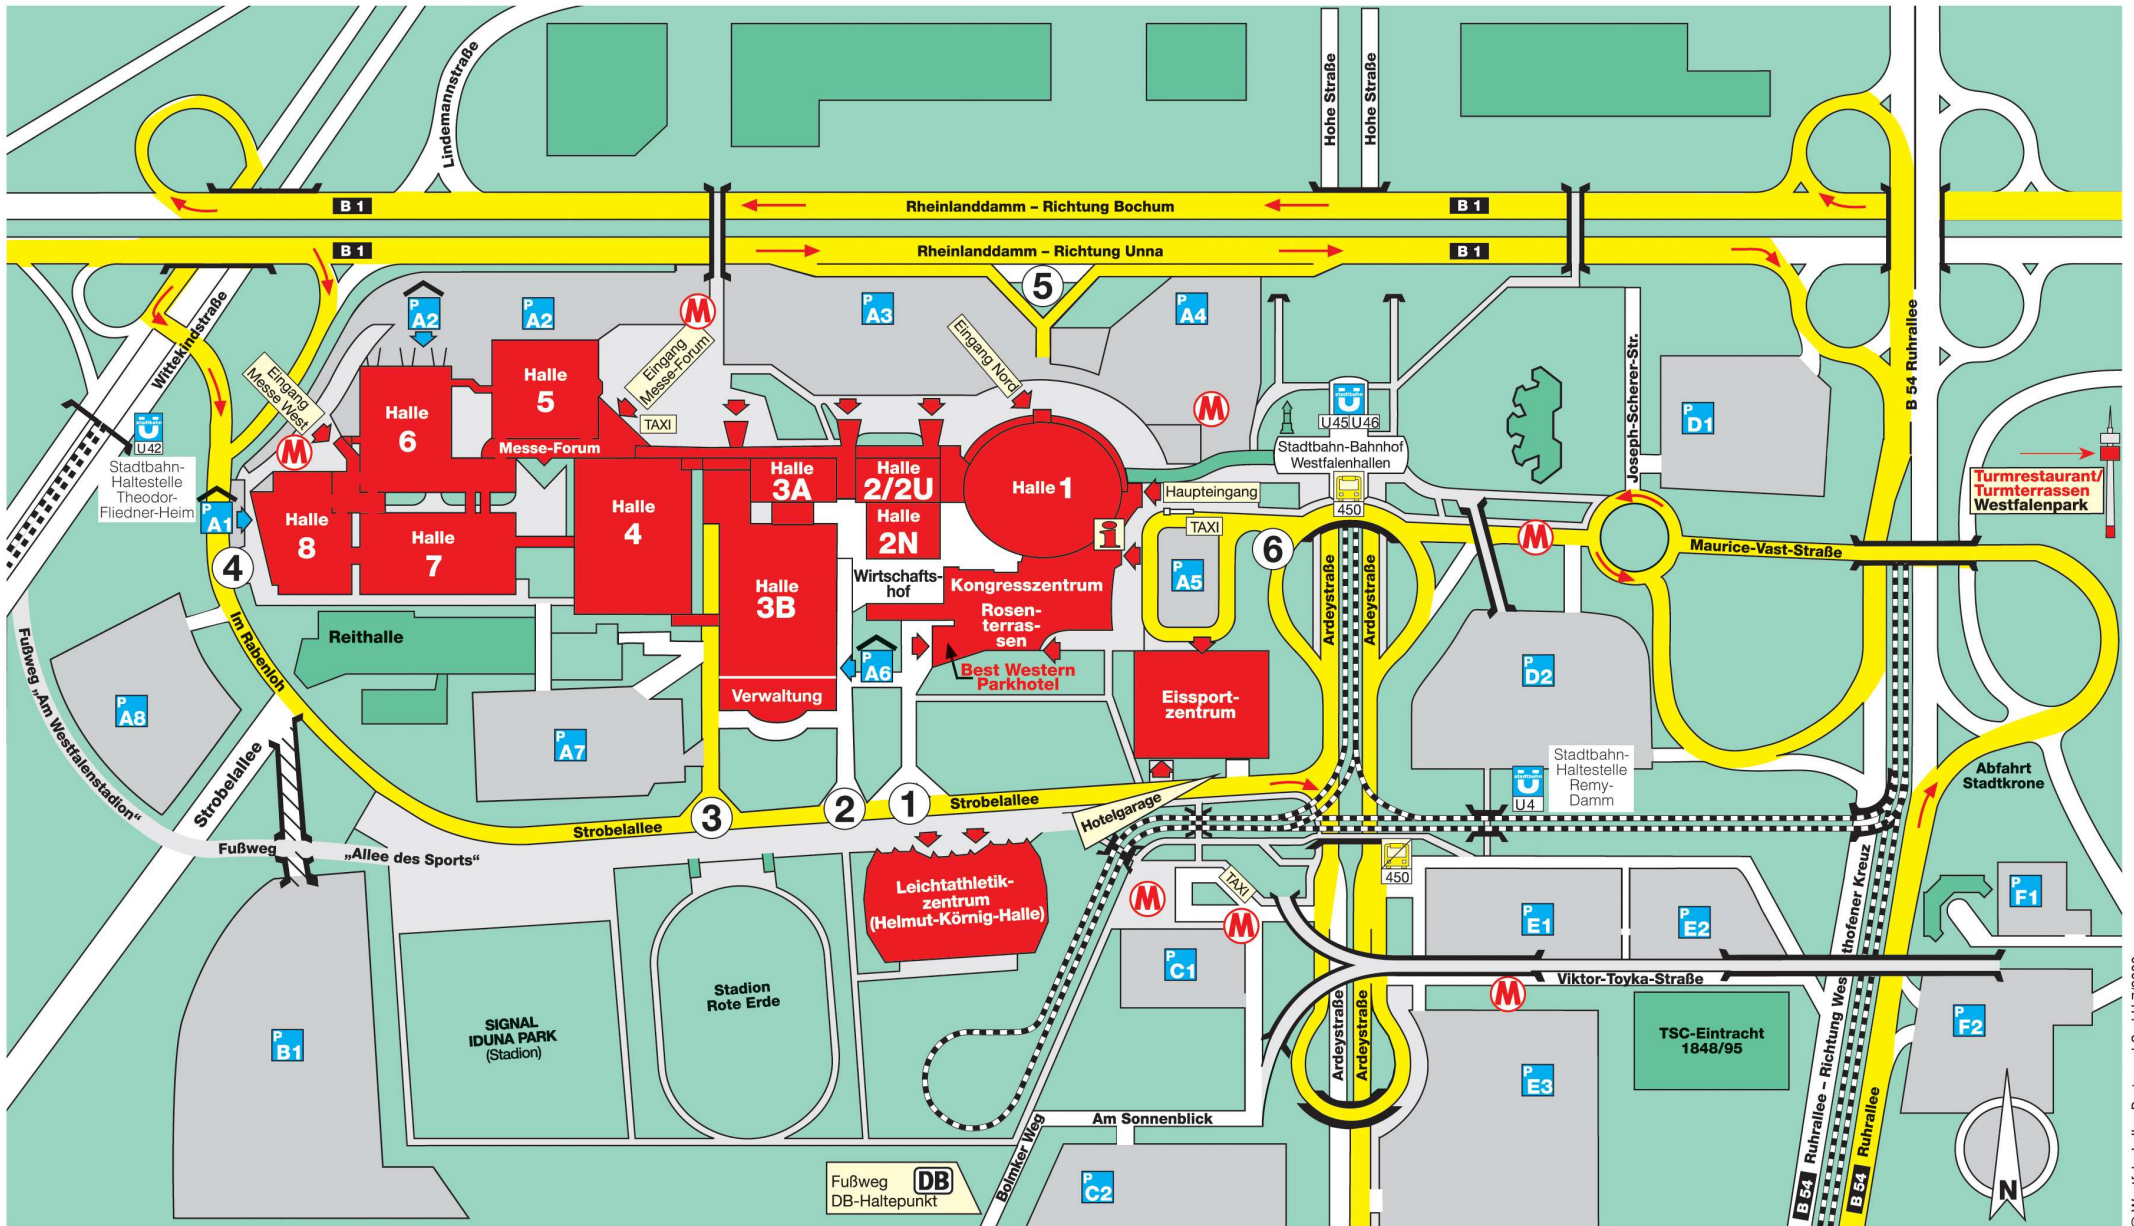 Lindemannstraße
Hohe Straße
Hohe Straße
B 1
Rheinlanddamm – Richtung Bochum
B 1
B 1
Rheinlanddamm – Richtung Unna
B 1
B 54 Ruhrallee
Wittekindstraße
P
A2
P
A2
M
P
A3
5
P
A4
Eingang
Messe West
Eingang
Messe-Forum
Eingang Nord
TAXI
M
M
stadtbahn
U42
Stadtbahn-
Haltestelle
Theodor-
Fliedner-Heim
stadtbahn
U45
U46
Stadtbahn-Bahnhof
Westfalenhallen
450
Joseph-Scherer-Str.
P
D1
Turmrestaurant/
Turmterrassen
Westfalenpark
Halle
5
Halle
6
Messe-Forum
Halle
3A
Halle
2/2U
Halle 1
Haupteingang
TAXI
i
Halle
4
Halle
2N
Halle
8
Halle
7
P
A1
4
6
M
Maurice-Vast-Straße
P
A5
Halle
3B
Wirtschafts-
hof
Kongresszentrum
Rosen-
terras-
sen
Best Western
Parkhotel
P
A6
Verwaltung
Reithalle
Im Rabenloh
Ardeystraße
Ardeystraße
P
D2
Eissport-
zentrum
P
A8
P
A7
Fußweg „Am Westfalenstadion“
Strobelallee
Stadtbahn-
Haltestelle
Remy-
Damm
stadtbahn
U4
Abfahrt
Stadtkrone
3
2
1
Strobelallee
Strobelallee
Hotelgarage
Fußweg
„Allee des Sports“
450
TAXI
M
M
Leichtathletik-
zentrum
(Helmut-Körnig-Halle)
P
E1
P
E2
P
F1
P
C1
Viktor-Toyka-Straße
M
Stadion
Rote Erde
SIGNAL
IDUNA PARK
(Stadion)
P
B1
Ardeystraße
Ardeystraße
P
E3
TSC-Eintracht
1848/95
P
F2
B 54 Ruhrallee – Richtung Westhofener Kreuz
B 54 Ruhrallee
Am Sonnenblick
Bolmker Weg
P
C2
Fußweg DB
DB-Haltepunkt
N